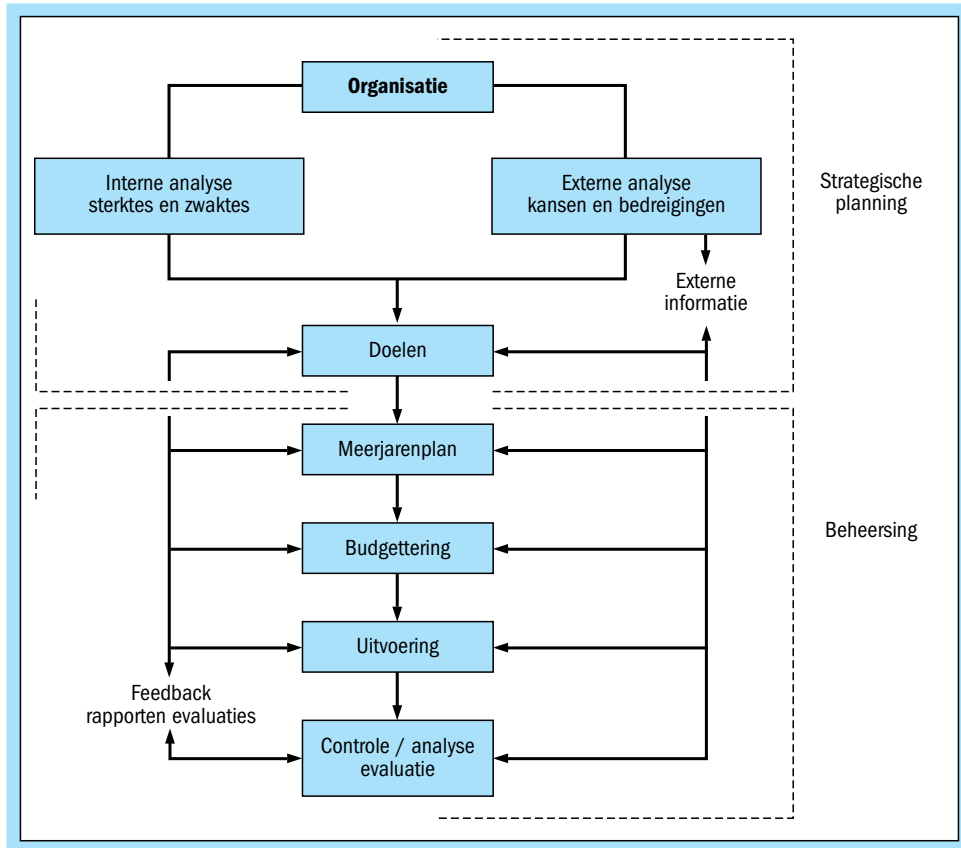 Organisatie
Interne analyse
sterktes en zwaktes
Externe analyse
kansen en bedreigingen
Strategische
planning
Externe
informatie
Doelen
Meerjarenplan
Beheersing
Budgettering
Uitvoering
Feedback
rapporten evaluaties
Controle / analyse
evaluatie